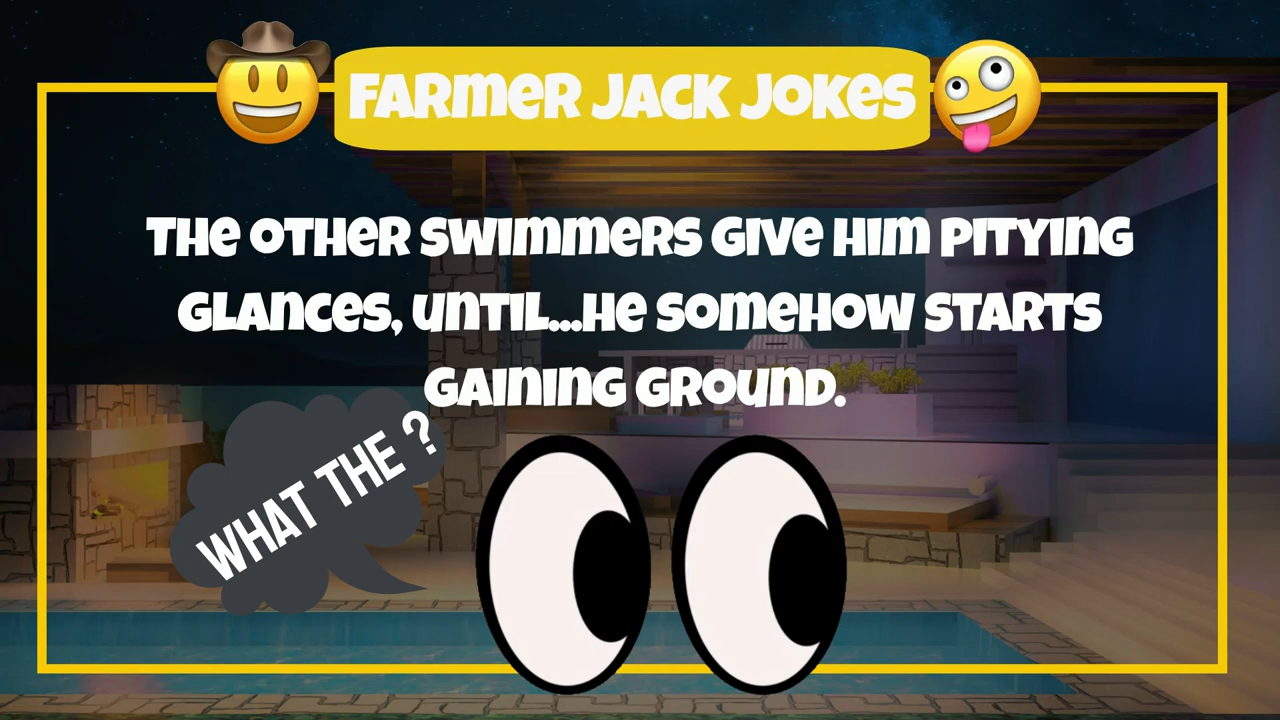 FARMER JACK JOKES
THE OTHER SWIMMERS GIVE HIM PITYING
GLANCES, UNTIL...HE SOMEHOW STARTS
GAINING GROUND.
WHAT THE ?